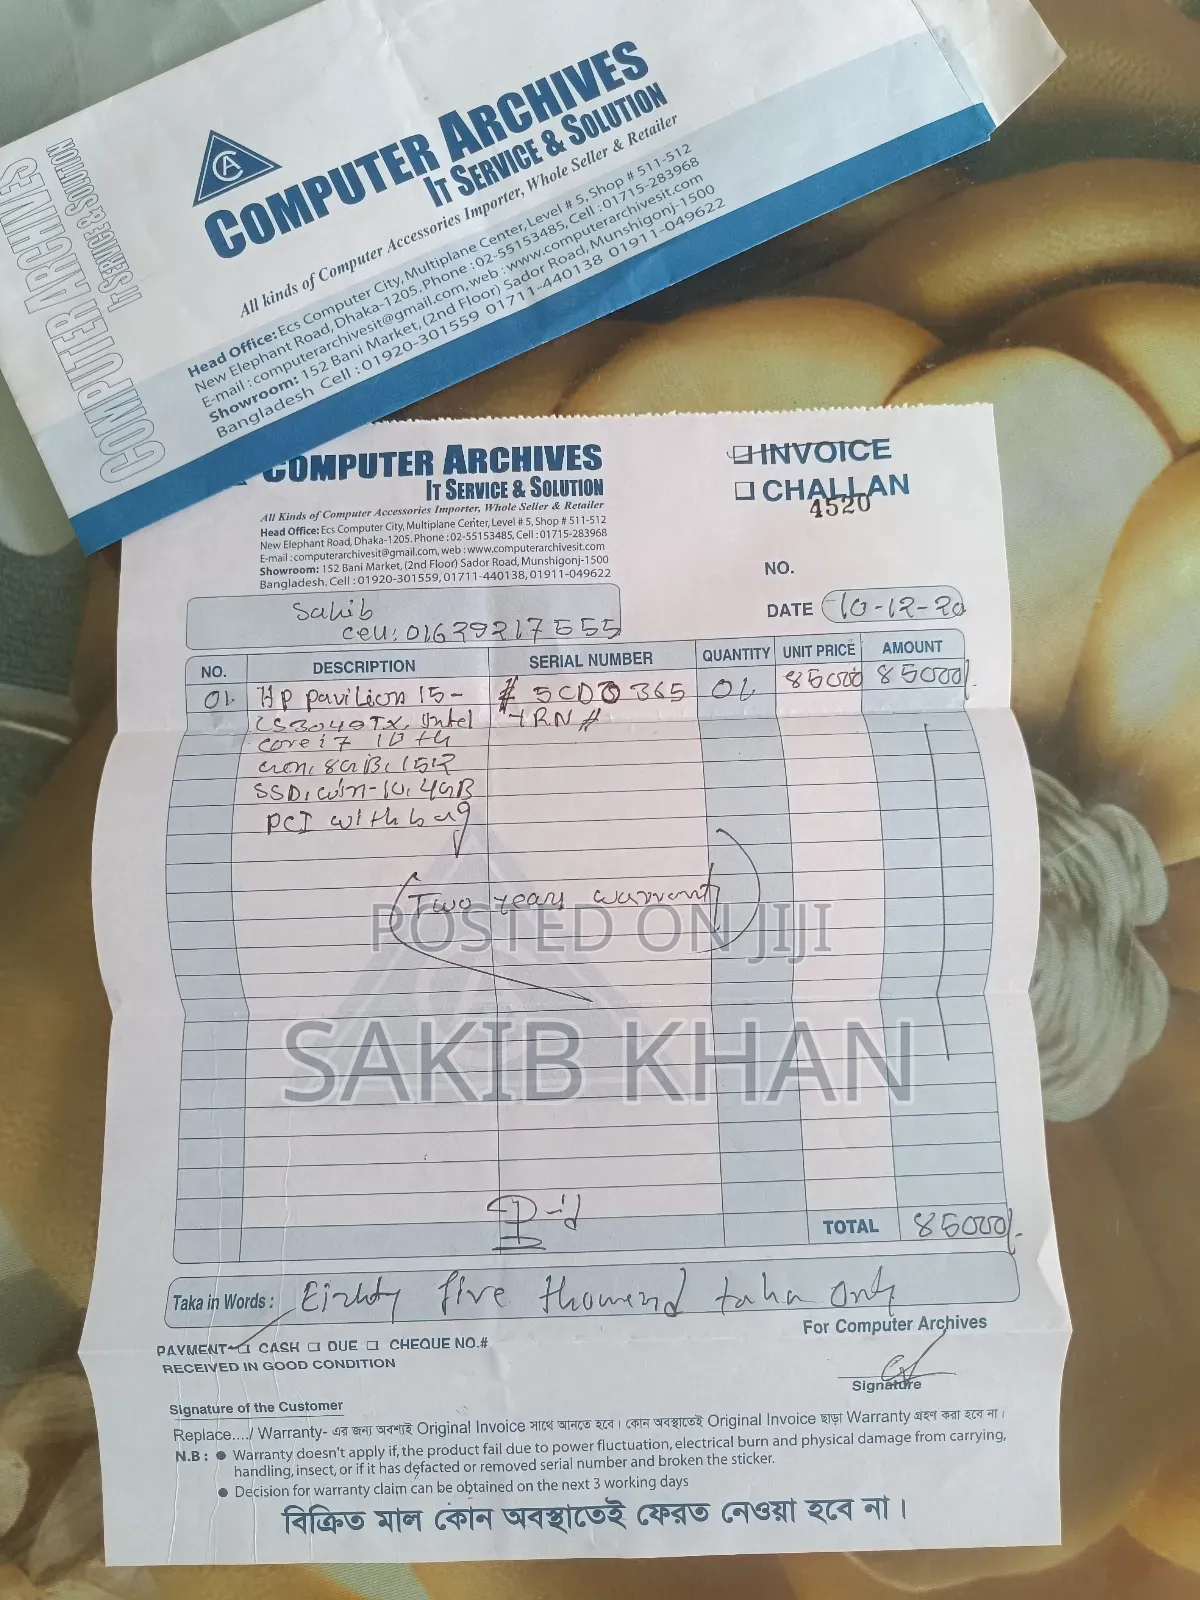 COMPUTER ARCHIVES
IT SERVICE & SOLUTION
COMPUTER ARCHIVES
IT SERVICE & SOLUTION
All kinds of Computer Accessories Importer, Whole Seller & Retailer
Head Office: Ecs Computer City, Multiplane Center, Level # 5, Shop # 511-512
New Elephant Road, Dhaka-1205. Phone : 02-55153485, Cell : 01715-283968
E-mail : computerarchivesit@gmail.com, web : www.computerarchivesit.com
Showroom: 152 Bani Market, (2nd Floor) Sador Road, Munshigonj-1500
Bangladesh Cell : 01920-301559 01711-440138 01911-049622
COMPUTER ARCHIVES
IT SERVICE & SOLUTION
All Kinds of Computer Accessories Importer, Whole Seller & Retailer
Head Office: Ecs Computer City, Multiplane Center, Level # 5, Shop # 511-512
New Elephant Road, Dhaka-1205. Phone : 02-55153485, Cell : 01715-283968
E-mail : computerarchivesit@gmail.com, web : www.computerarchivesit.com
Showroom: 152 Bani Market, (2nd Floor) Sador Road, Munshigonj-1500
Bangladesh. Cell : 01920-301559, 01711-440138, 01911-049622
INVOICE
CHALLAN
4520
NO.
DATE 10-12-20
Sakib
Cell: 01639217555
NO. DESCRIPTION SERIAL NUMBER QUANTITY UNIT PRICE AMOUNT
01. HP pavilion 15- # 5CD0365 01 85000 85000/-
CS3049TX, Intel YRN #
core i7 10th
Gen, 8GB, 512
SSD, Win-10, 4GB
PCI with bag
(Two years warranty)
POSTED ON JIJI
SAKIB KHAN
TOTAL 85000/-
Taka in Words : Eighty five thousand taka only
For Computer Archives
PAYMENT CASH DUE CHEQUE NO.#
RECEIVED IN GOOD CONDITION
Signature
Signature of the Customer
Replace..../ Warranty- এর জন্য অবশ্যই Original Invoice সাথে আনতে হবে। কোন অবস্থাতেই Original Invoice ছাড়া Warranty গ্রহণ করা হবে না।
N.B : ● Warranty doesn't apply if, the product fail due to power fluctuation, electrical burn and physical damage from carrying,
handling, insect, or if it has defacted or removed serial number and broken the sticker.
● Decision for warranty claim can be obtained on the next 3 working days
বিক্রিত মাল কোন অবস্থাতেই ফেরত নেওয়া হবে না।